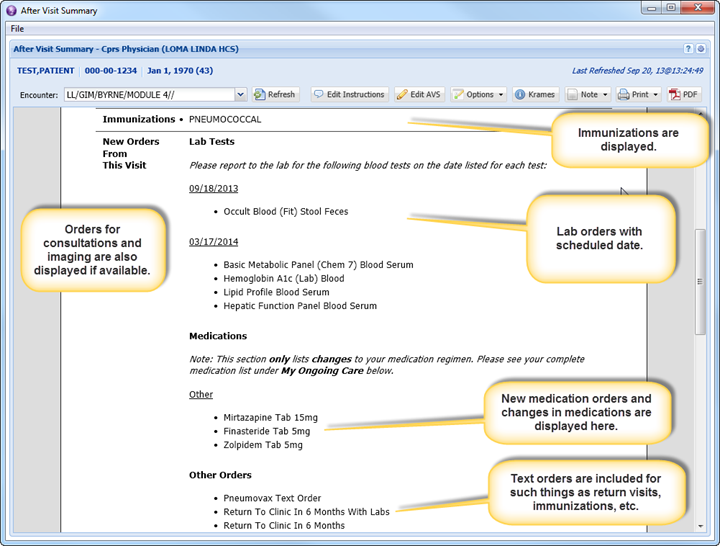 After Visit Summary
File
After Visit Summary - Cprs Physician (LOMA LINDA HCS)
TEST,PATIENT 000-00-1234 Jan 1, 1970 (43) Last Refreshed Sep 20, 13@13:24:49
Encounter: LL/GIM/BYRNE/MODULE 4// Refresh Edit Instructions Edit AVS Options Krames Note Print PDF
Immunizations • PNEUMOCOCCAL
Immunizations are
displayed.
New Orders
From
This Visit
Lab Tests
Please report to the lab for the following blood tests on the date listed for each test:
09/18/2013
• Occult Blood (Fit) Stool Feces
Lab orders with
scheduled date.
Orders for
consultations and
imaging are also
displayed if available.
03/17/2014
• Basic Metabolic Panel (Chem 7) Blood Serum
• Hemoglobin A1c (Lab) Blood
• Lipid Profile Blood Serum
• Hepatic Function Panel Blood Serum
Medications
Note: This section only lists changes to your medication regimen. Please see your complete
medication list under My Ongoing Care below.
Other
• Mirtazapine Tab 15mg
• Finasteride Tab 5mg
• Zolpidem Tab 5mg
New medication orders and
changes in medications are
displayed here.
Other Orders
• Pneumovax Text Order
• Return To Clinic In 6 Months With Labs
• Return To Clinic In 6 Months
Text orders are included for
such things as return visits,
immunizations, etc.